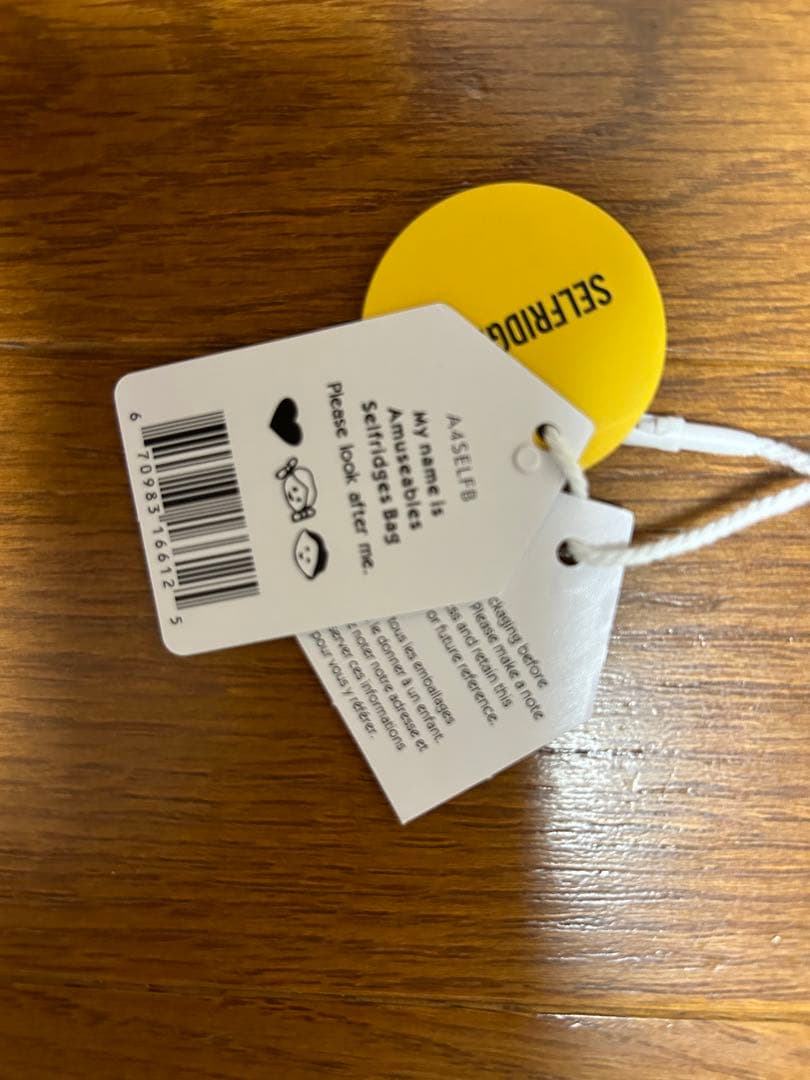 SELFRIDG
A4SELFB
My name is
Amuseables
Selfridges Bag
Please look after me.
6 70983 16612 5
ckaging before
Please make a note
ss and retain this
or future reference.
tous les emballages
le donner à un enfant.
noter notre adresse et
server ces informations
pour vous y référer.